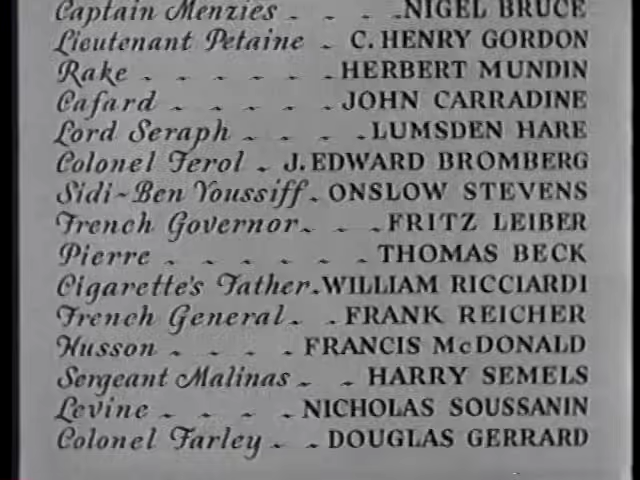 Captain Menzies - - - - NIGEL BRUCE
Lieutenant Petaine - C. HENRY GORDON
Rake - - - - - - HERBERT MUNDIN
Cafard - - - - - JOHN CARRADINE
Lord Seraph - - - - LUMSDEN HARE
Colonel Ferol - J. EDWARD BROMBERG
Sidi-Ben Youssiff - ONSLOW STEVENS
French Governor - - - FRITZ LEIBER
Pierre - - - - - - THOMAS BECK
Cigarette's Father - WILLIAM RICCIARDI
French General - - FRANK REICHER
Husson - - - - FRANCIS McDONALD
Sergeant Malinas - - HARRY SEMELS
Levine - - - - NICHOLAS SOUSSANIN
Colonel Farley - - DOUGLAS GERRARD